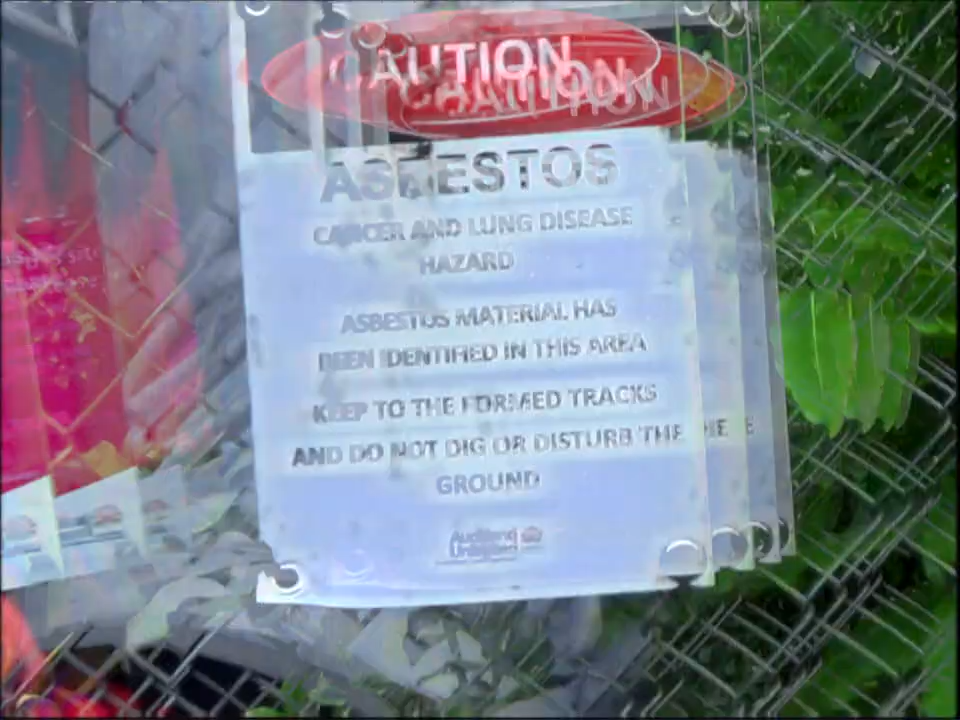 CAUTION
ASBESTOS
CANCER AND LUNG DISEASE
HAZARD
ASBESTOS MATERIAL HAS
BEEN IDENTIFIED IN THIS AREA
KEEP TO THE FORMED TRACKS
AND DO NOT DIG OR DISTURB THE
GROUND